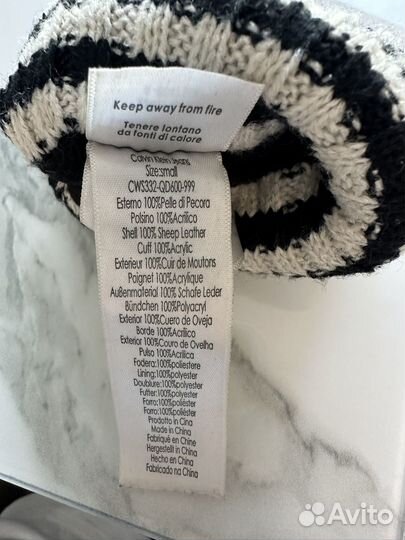 Keep away from fire
Tenere lontano
da fonti di calore
Calvin Klein Jeans
Size:small
CWS332-QD600-999
Esterno 100%Pelle di Pecora
Polsino 100%Acrilico
Shell 100% Sheep Leather
Cuff 100%Acrylic
Exterieur 100%Cuir de Moutons
Poignet 100%Acrylique
Außenmaterial 100% Schafe Leder
Bündchen 100%Polyacryl
Exterior 100%Cuero de Oveja
Borde 100%Acrilico
Exterior 100%Couro de Ovelha
Pulso 100%Acrilica
Fodera:100%poliestere
Lining:100%polyester
Doublure:100%polyester
Futter:100%polyester
Forro:100%poliéster
Forro:100%poliéster
Prodotto in Cina
Made in China
Fabriqué en Chine
Hergestellt in China
Hecho en China
Fabricado na China
Avito